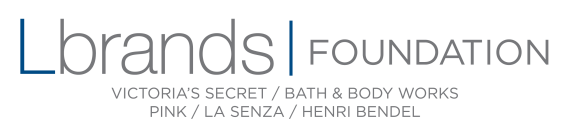 Lbrands | FOUNDATION
VICTORIA'S SECRET / BATH & BODY WORKS
PINK / LA SENZA / HENRI BENDEL